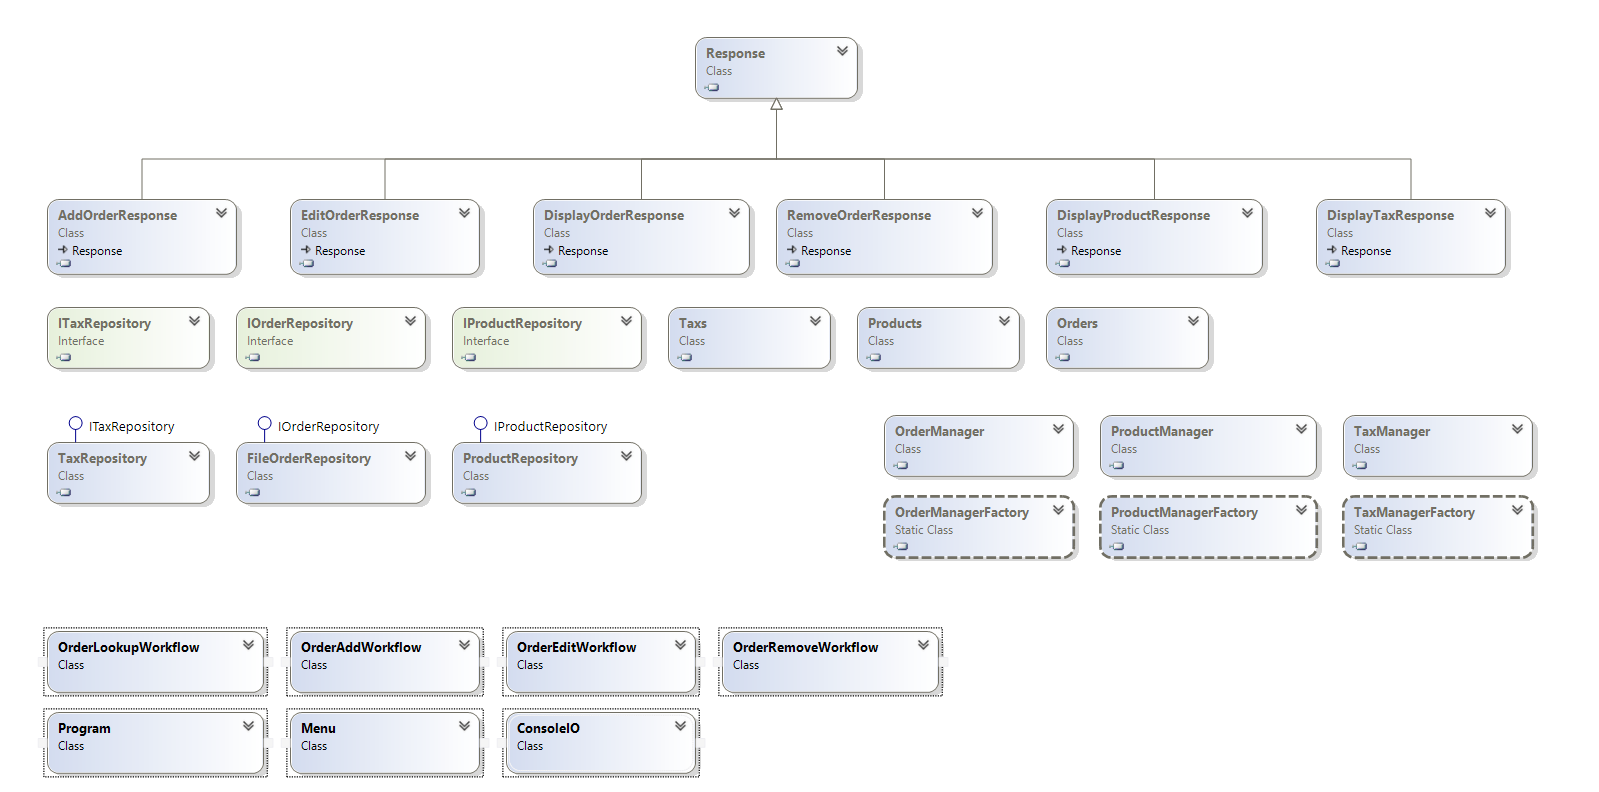 Response
Class
AddOrderResponse
Class
Response
EditOrderResponse
Class
Response
DisplayOrderResponse
Class
Response
RemoveOrderResponse
Class
Response
DisplayProductResponse
Class
Response
DisplayTaxResponse
Class
Response
ITaxRepository
Interface
IOrderRepository
Interface
IProductRepository
Interface
Taxs
Class
Products
Class
Orders
Class
ITaxRepository
TaxRepository
Class
IOrderRepository
FileOrderRepository
Class
IProductRepository
ProductRepository
Class
OrderManager
Class
ProductManager
Class
TaxManager
Class
OrderManagerFactory
Static Class
ProductManagerFactory
Static Class
TaxManagerFactory
Static Class
OrderLookupWorkflow
Class
OrderAddWorkflow
Class
OrderEditWorkflow
Class
OrderRemoveWorkflow
Class
Program
Class
Menu
Class
ConsoleIO
Class